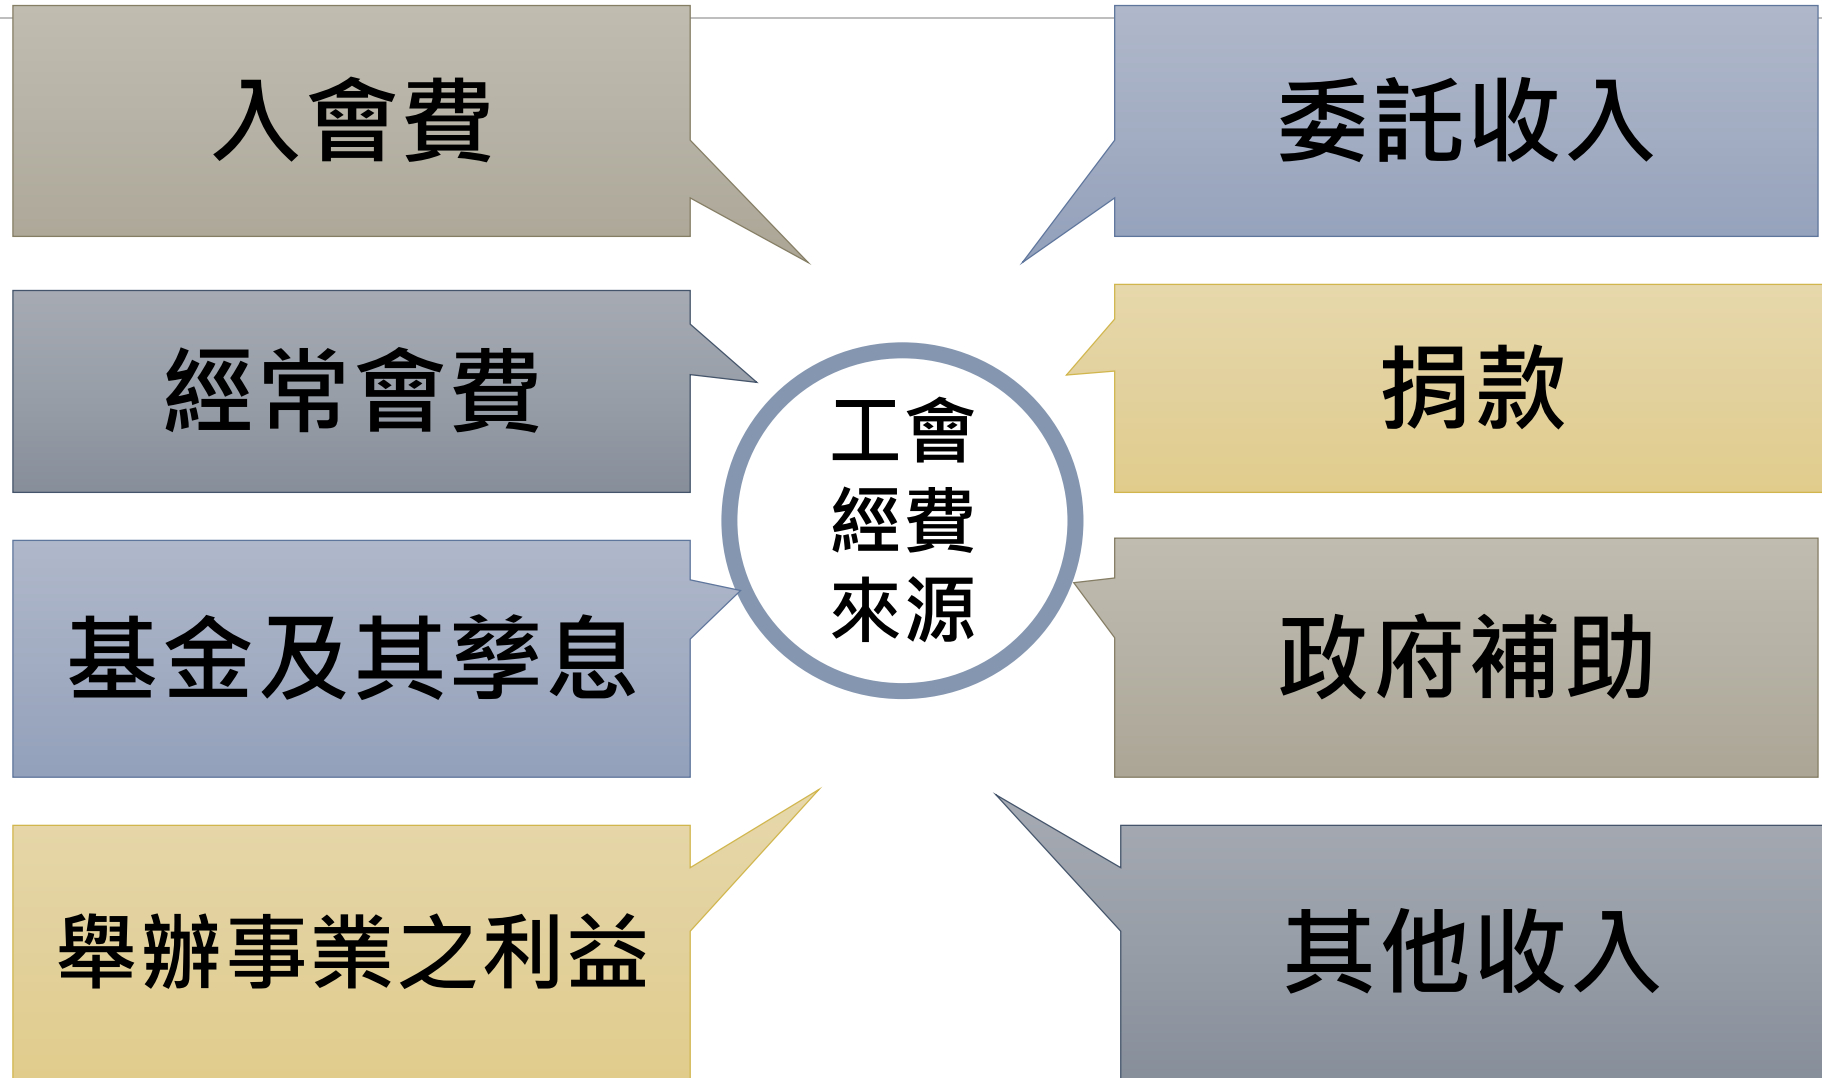 入會費
經常會費
基金及其孳息
舉辦事業之利益
工會
經費
來源
委託收入
捐款
政府補助
其他收入